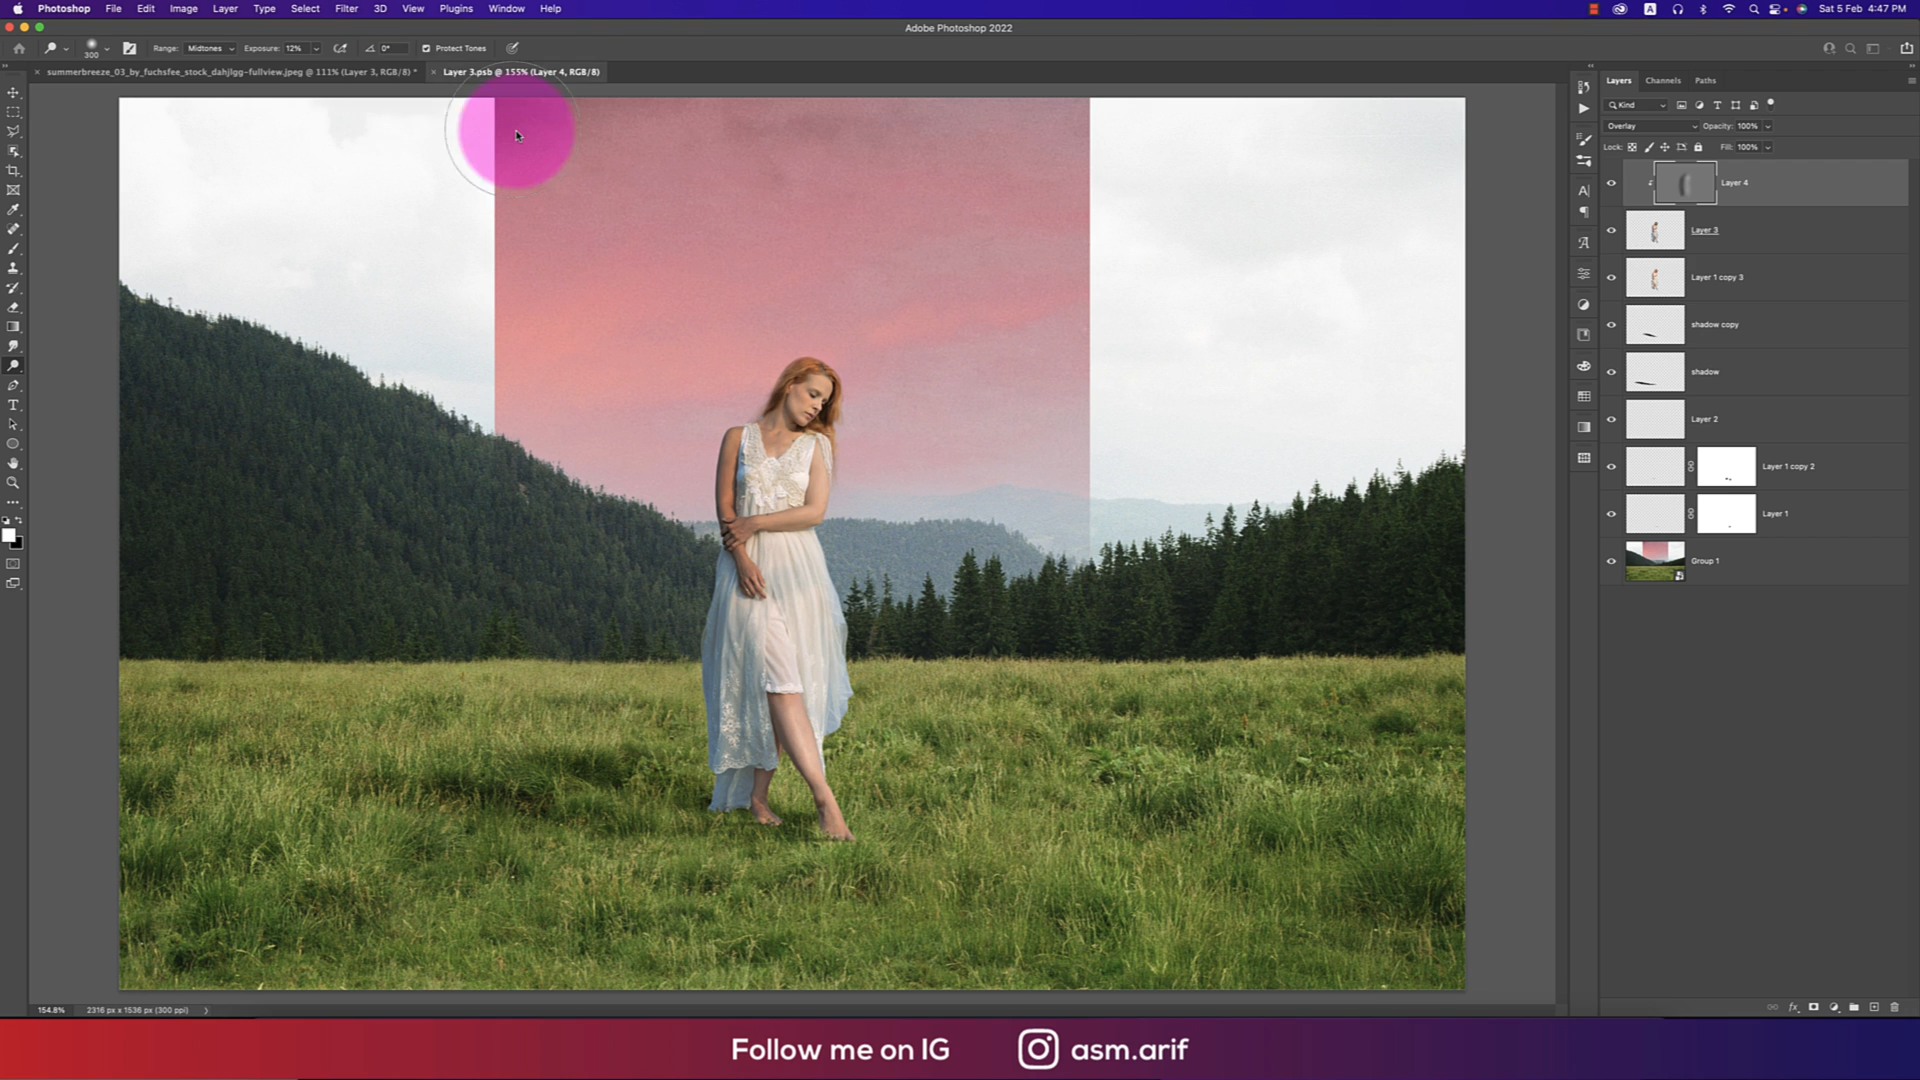 Photoshop File Edit Image Layer Type Select Filter 3D View Plugins Window Help
A Sat 5 Feb 4:47 PM
Adobe Photoshop 2022
300 Range: Midtones Exposure: 12% 0° Protect Tones
× summerbreeze_03_by_fuchsfee_stock_dahjlgg-fullview.jpeg @ 111% (Layer 3, RGB/8) * × Layer 3.psb @ 155% (Layer 4, RGB/8)
Layers Channels Paths
Kind
Overlay Opacity: 100%
Lock: Fill: 100%
Layer 4
Layer 3
Layer 1 copy 3
shadow copy
shadow
Layer 2
Layer 1 copy 2
Layer 1
Group 1
154.8% 2316 px x 1536 px (300 ppi)
Follow me on IG asm.arif